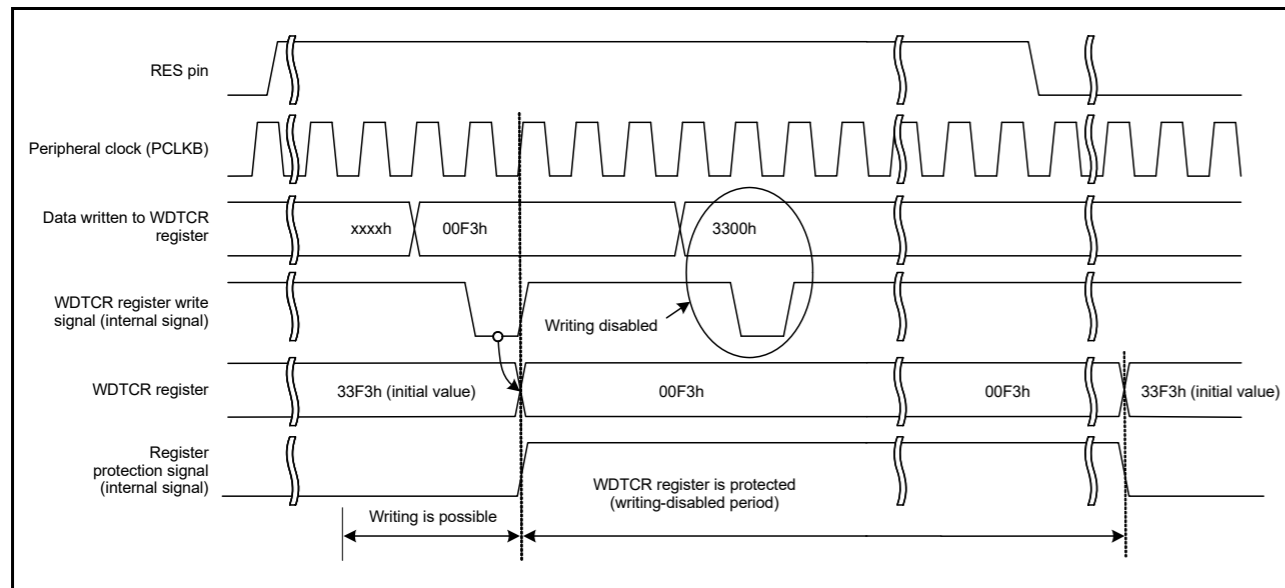 RES pin
Peripheral clock (PCLKB)
Data written to WDTCR
register
xxxxh
00F3h
3300h
WDTCR register write
signal (internal signal)
Writing disabled
WDTCR register
33F3h (initial value)
00F3h
00F3h
33F3h (initial value)
Register
protection signal
(internal signal)
WDTCR register is protected
(writing-disabled period)
Writing is possible